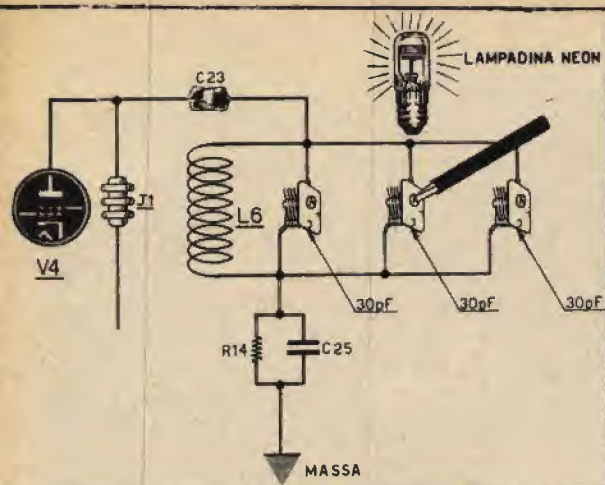 LAMPADINA NEON
C23
J1
L6
V4
30pF
30pF
30pF
R14
C25
MASSA